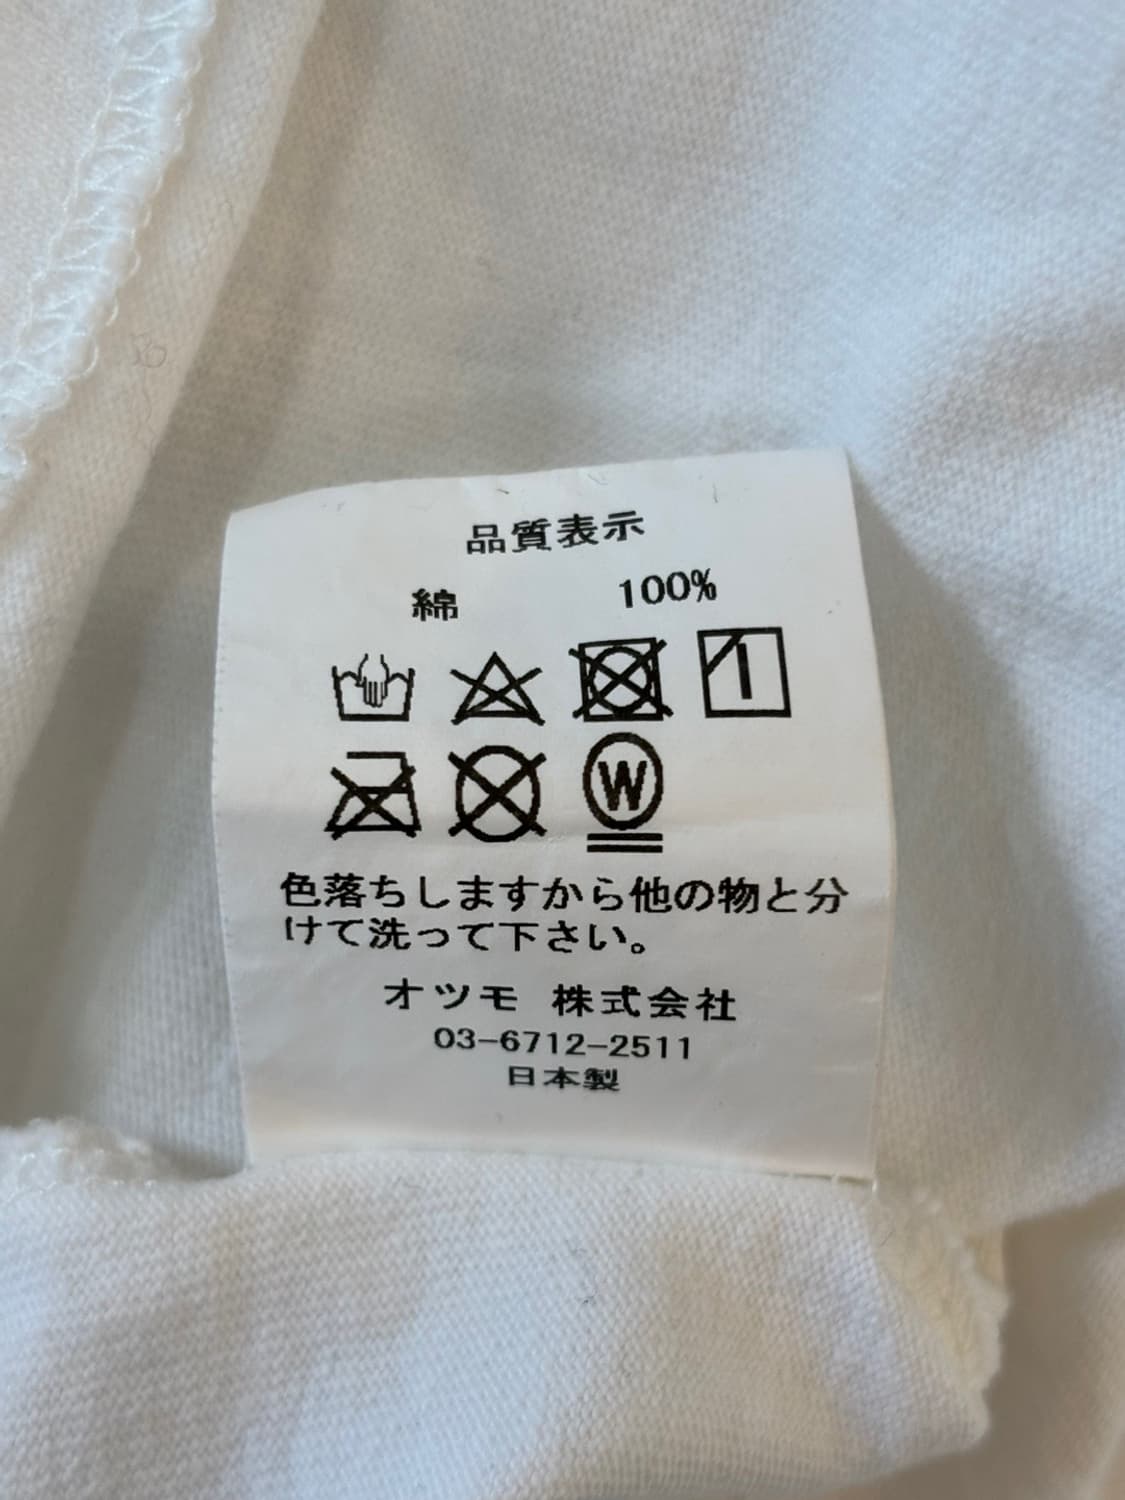 品質表示
綿 100%
W
色落ちしますから他の物と分
けて洗って下さい。
オツモ 株式会社
03-6712-2511
日本製